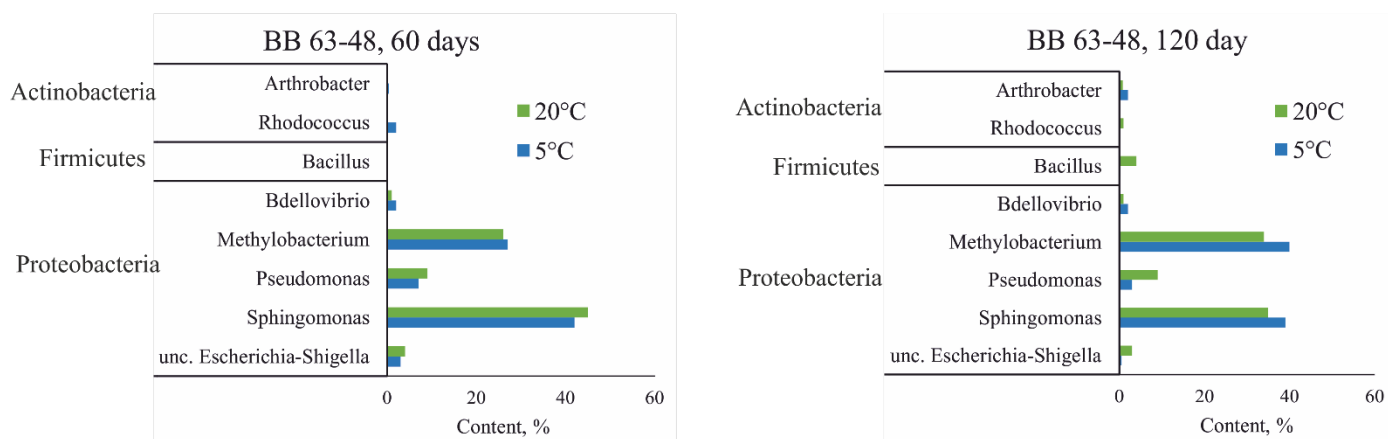 BB 63-48, 60 days
Actinobacteria
Arthrobacter
Rhodococcus
Firmicutes
Bacillus
Proteobacteria
Bdellovibrio
Methylobacterium
Pseudomonas
Sphingomonas
unc. Escherichia-Shigella
20°C
5°C
0 20 40 60
Content, %
BB 63-48, 120 day
Actinobacteria
Arthrobacter
Rhodococcus
Firmicutes
Bacillus
Proteobacteria
Bdellovibrio
Methylobacterium
Pseudomonas
Sphingomonas
unc. Escherichia-Shigella
20°C
5°C
0 20 40 60
Content, %